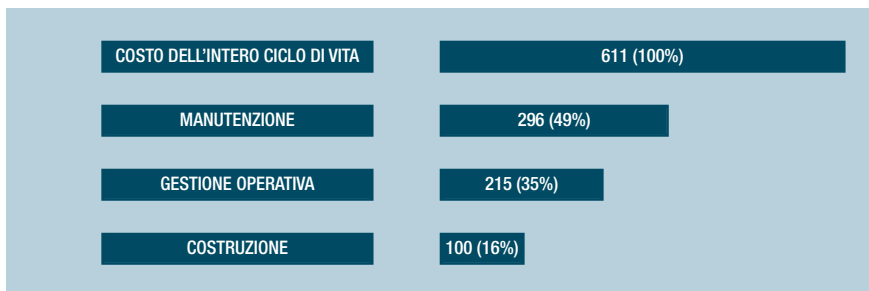 COSTO DELL'INTERO CICLO DI VITA
611 (100%)
MANUTENZIONE
296 (49%)
GESTIONE OPERATIVA
215 (35%)
COSTRUZIONE
100 (16%)